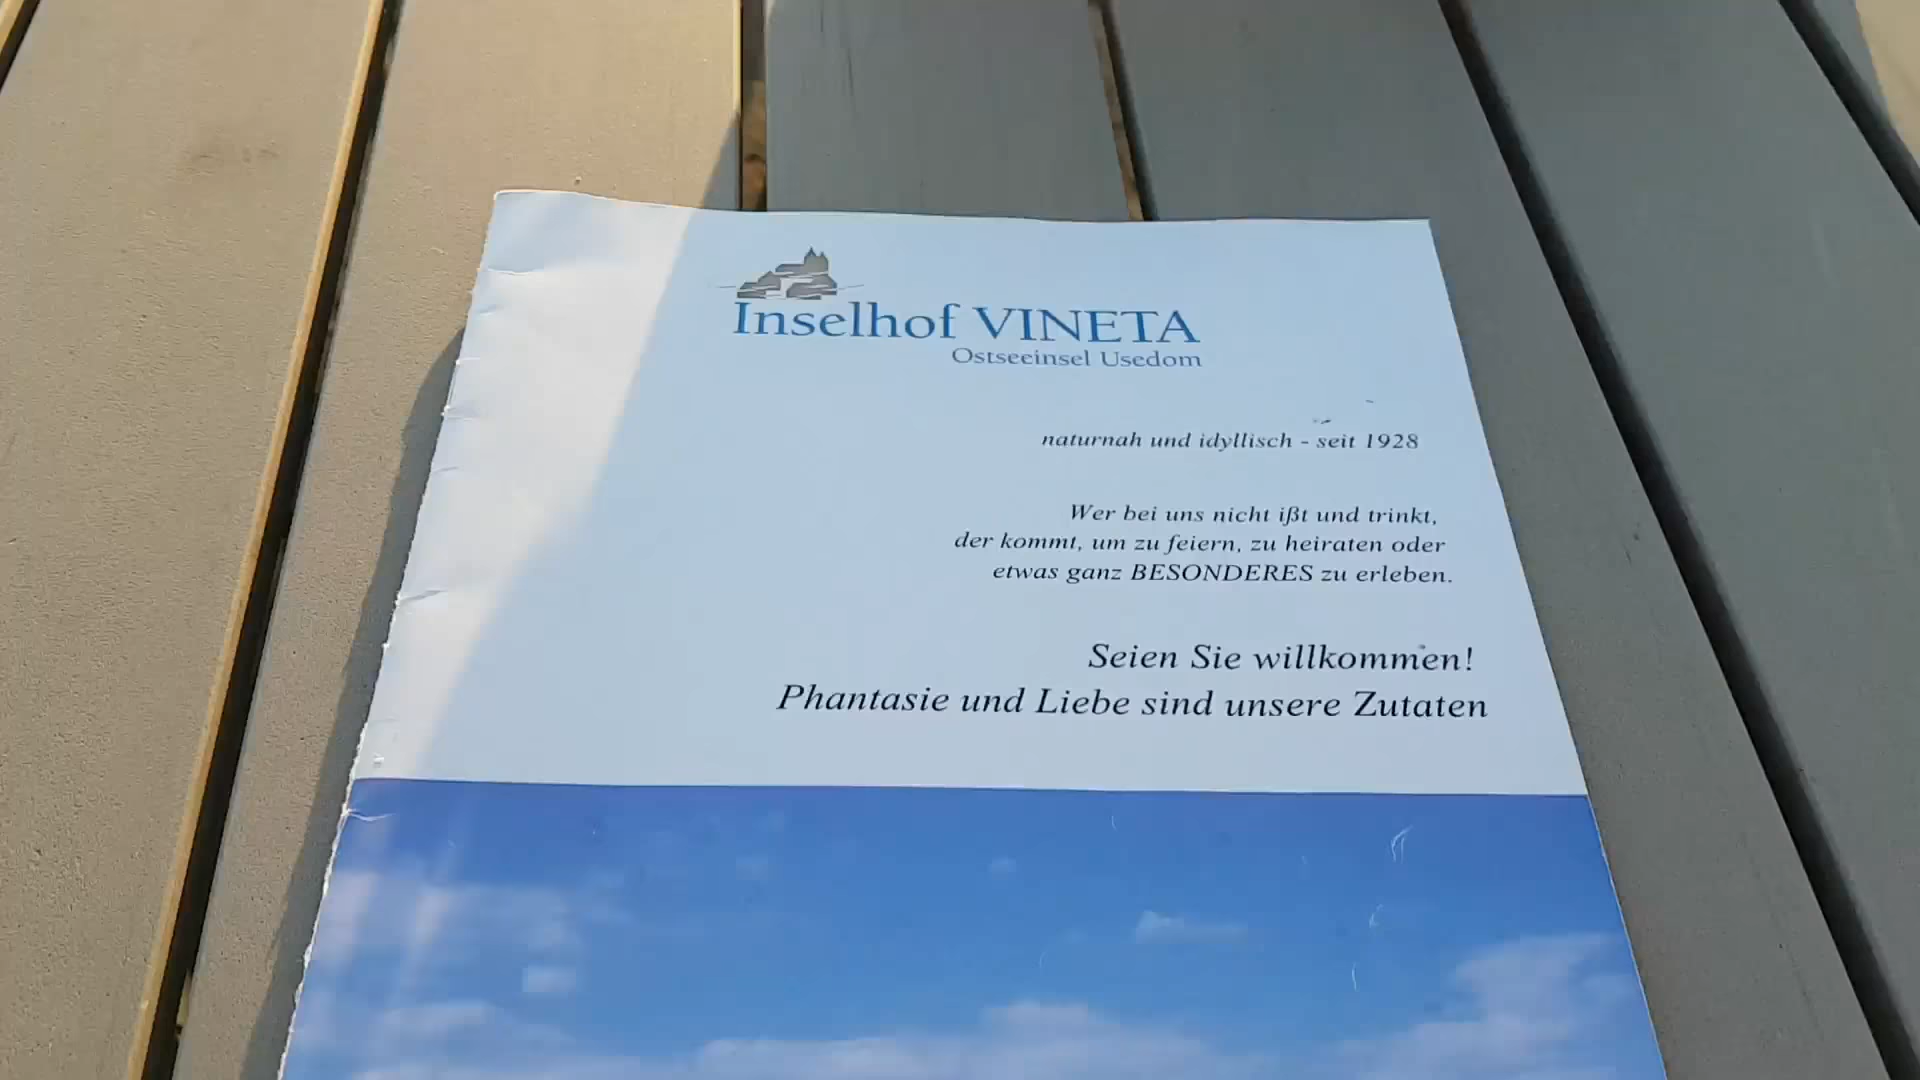 Inselhof VINETA
Ostseeinsel Usedom
naturnah und idyllisch - seit 1928
Wer bei uns nicht ißt und trinkt,
der kommt, um zu feiern, zu heiraten oder
etwas ganz BESONDERES zu erleben.
Seien Sie willkommen!
Phantasie und Liebe sind unsere Zutaten